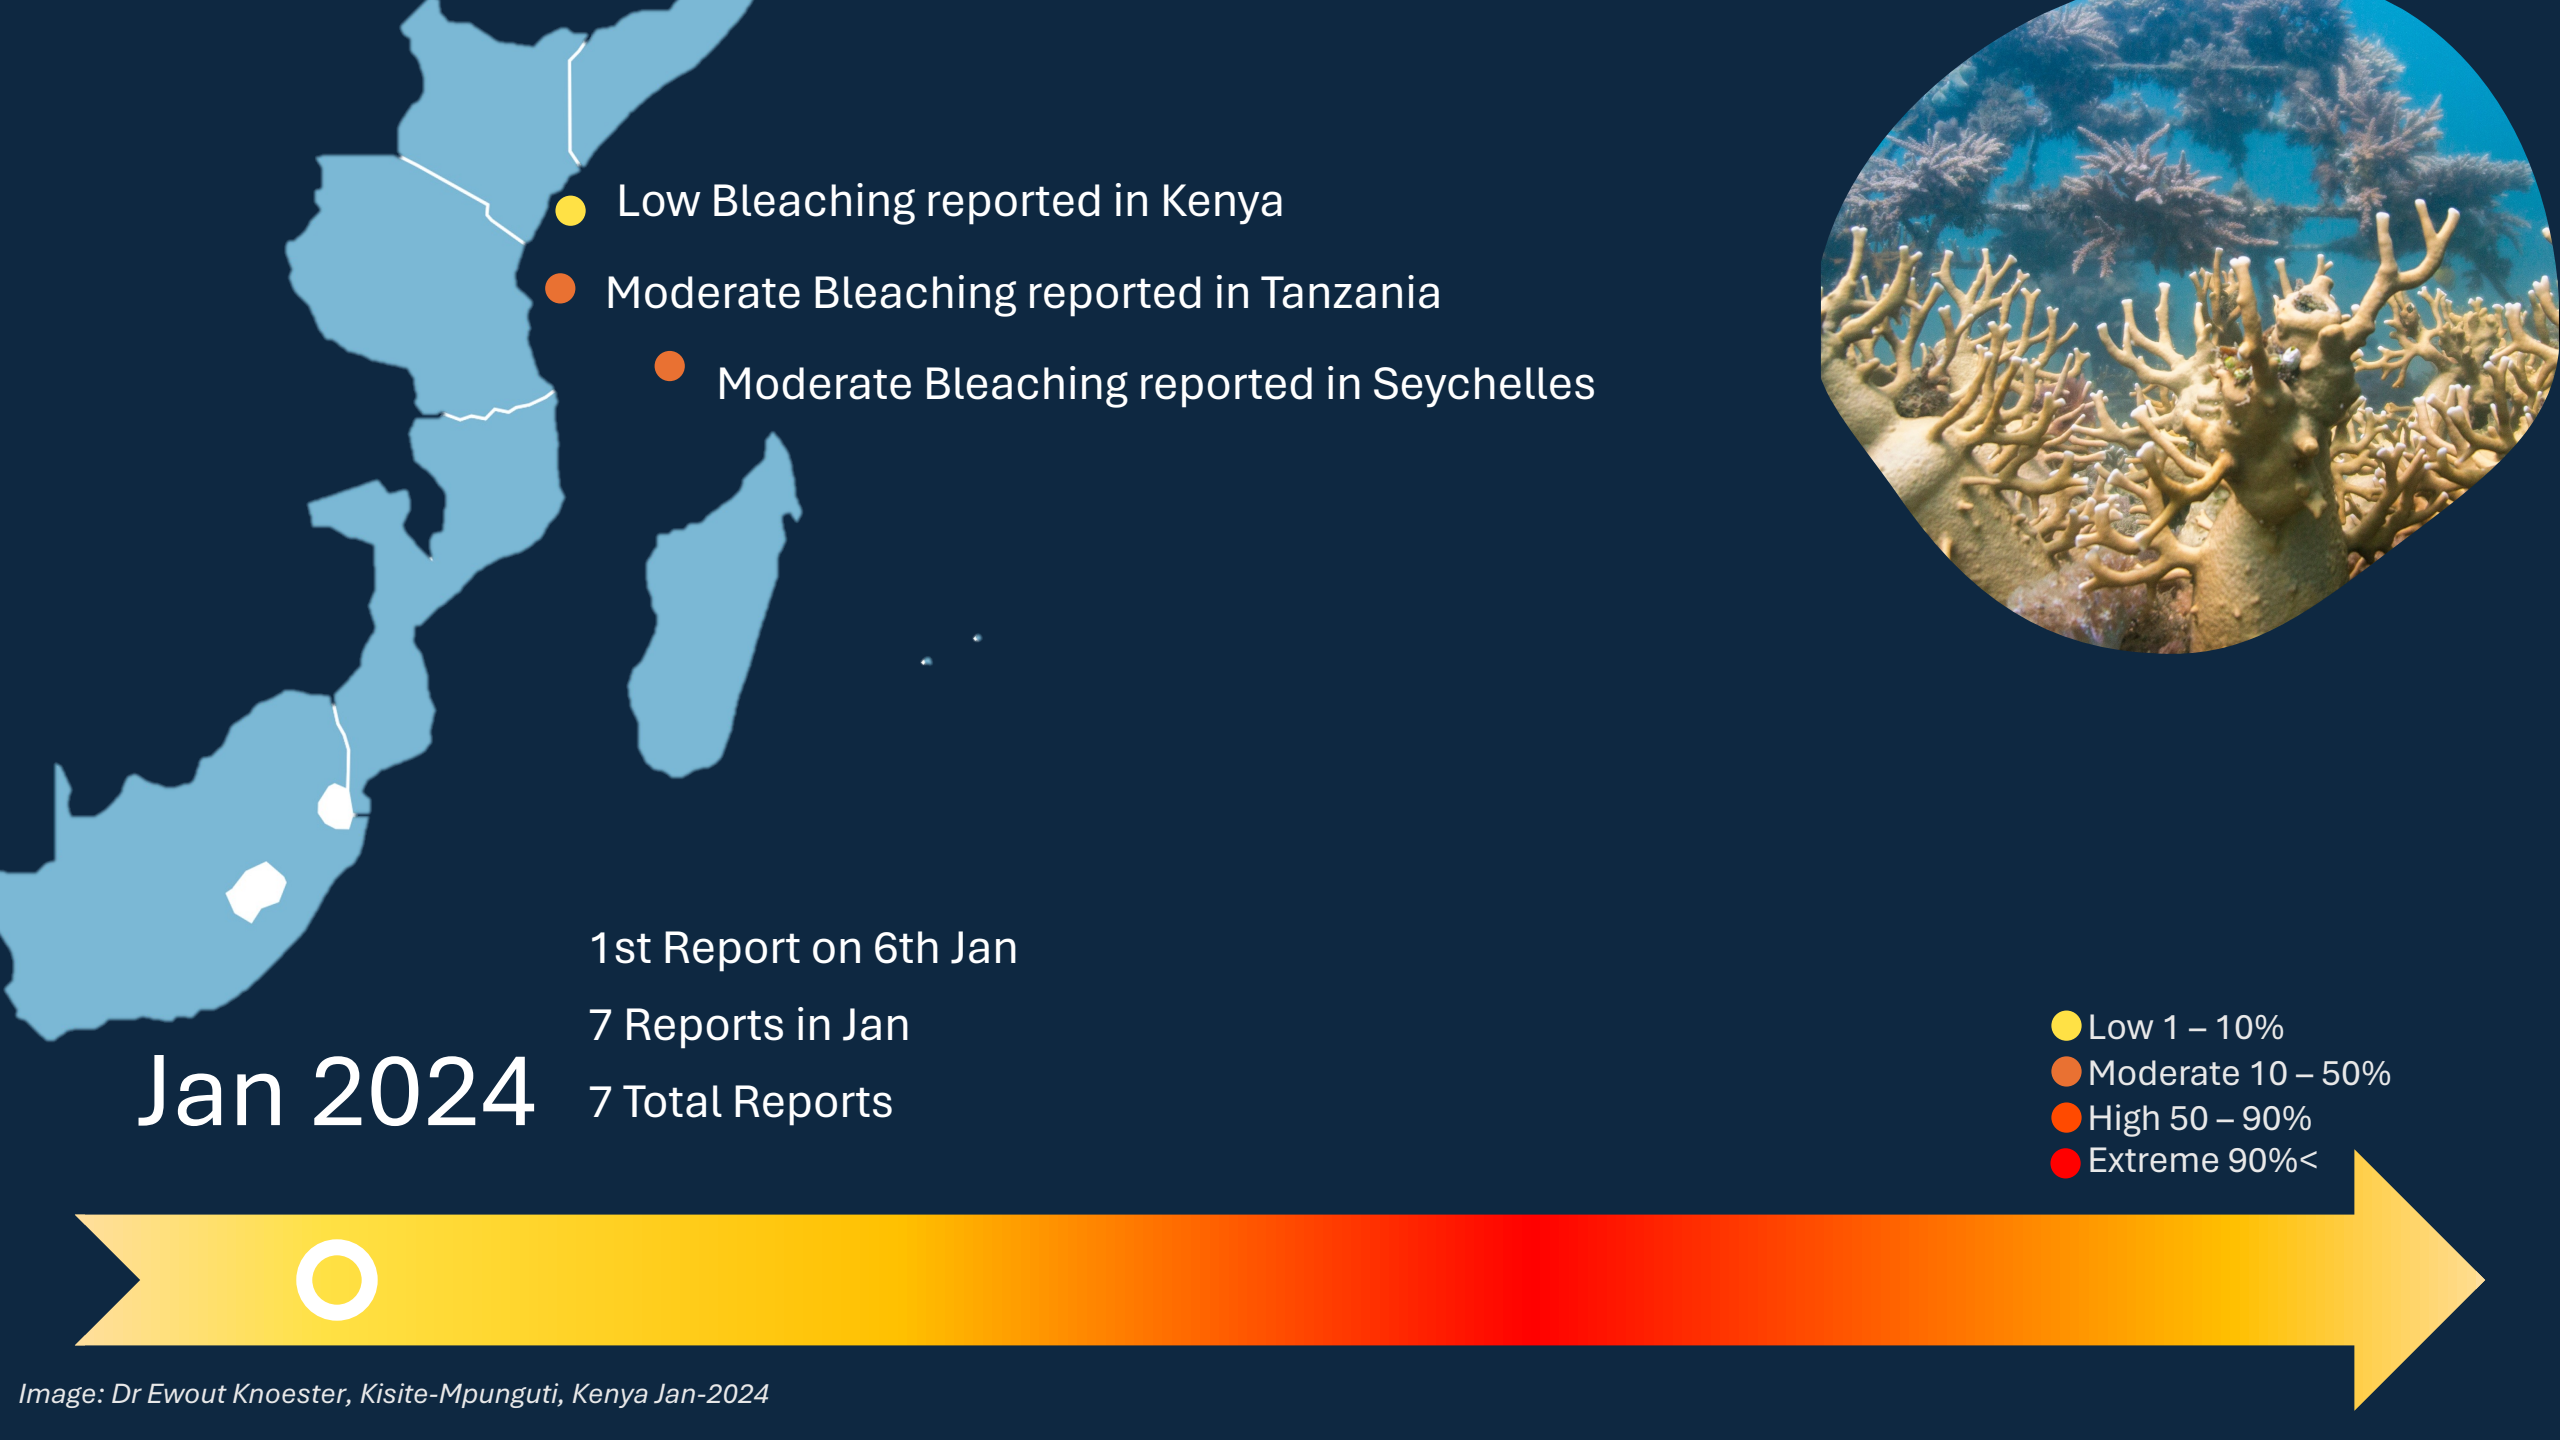 Low Bleaching reported in Kenya
Moderate Bleaching reported in Tanzania
Moderate Bleaching reported in Seychelles
1st Report on 6th Jan
7 Reports in Jan
7 Total Reports
Jan 2024
Low 1 – 10%
Moderate 10 – 50%
High 50 – 90%
Extreme 90%<
Image: Dr Ewout Knoester, Kisite-Mpunguti, Kenya Jan-2024